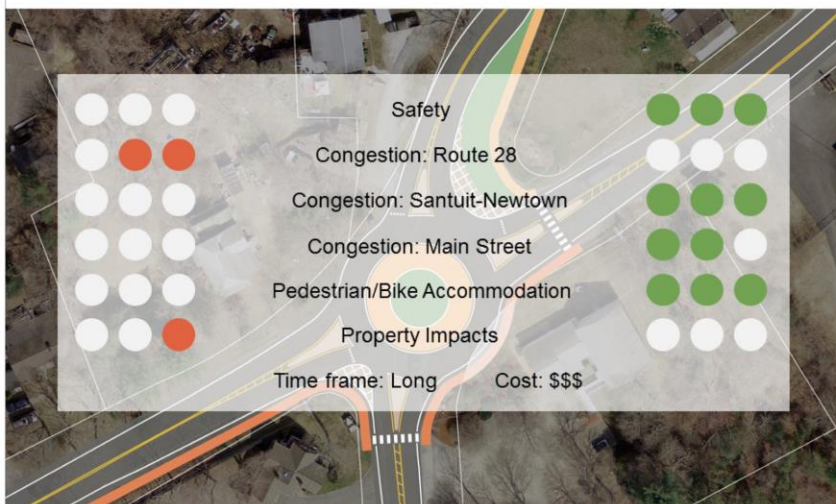 Safety
Congestion: Route 28
Congestion: Santuit-Newtown
Congestion: Main Street
Pedestrian/Bike Accommodation
Property Impacts
Time frame: Long Cost: $$$